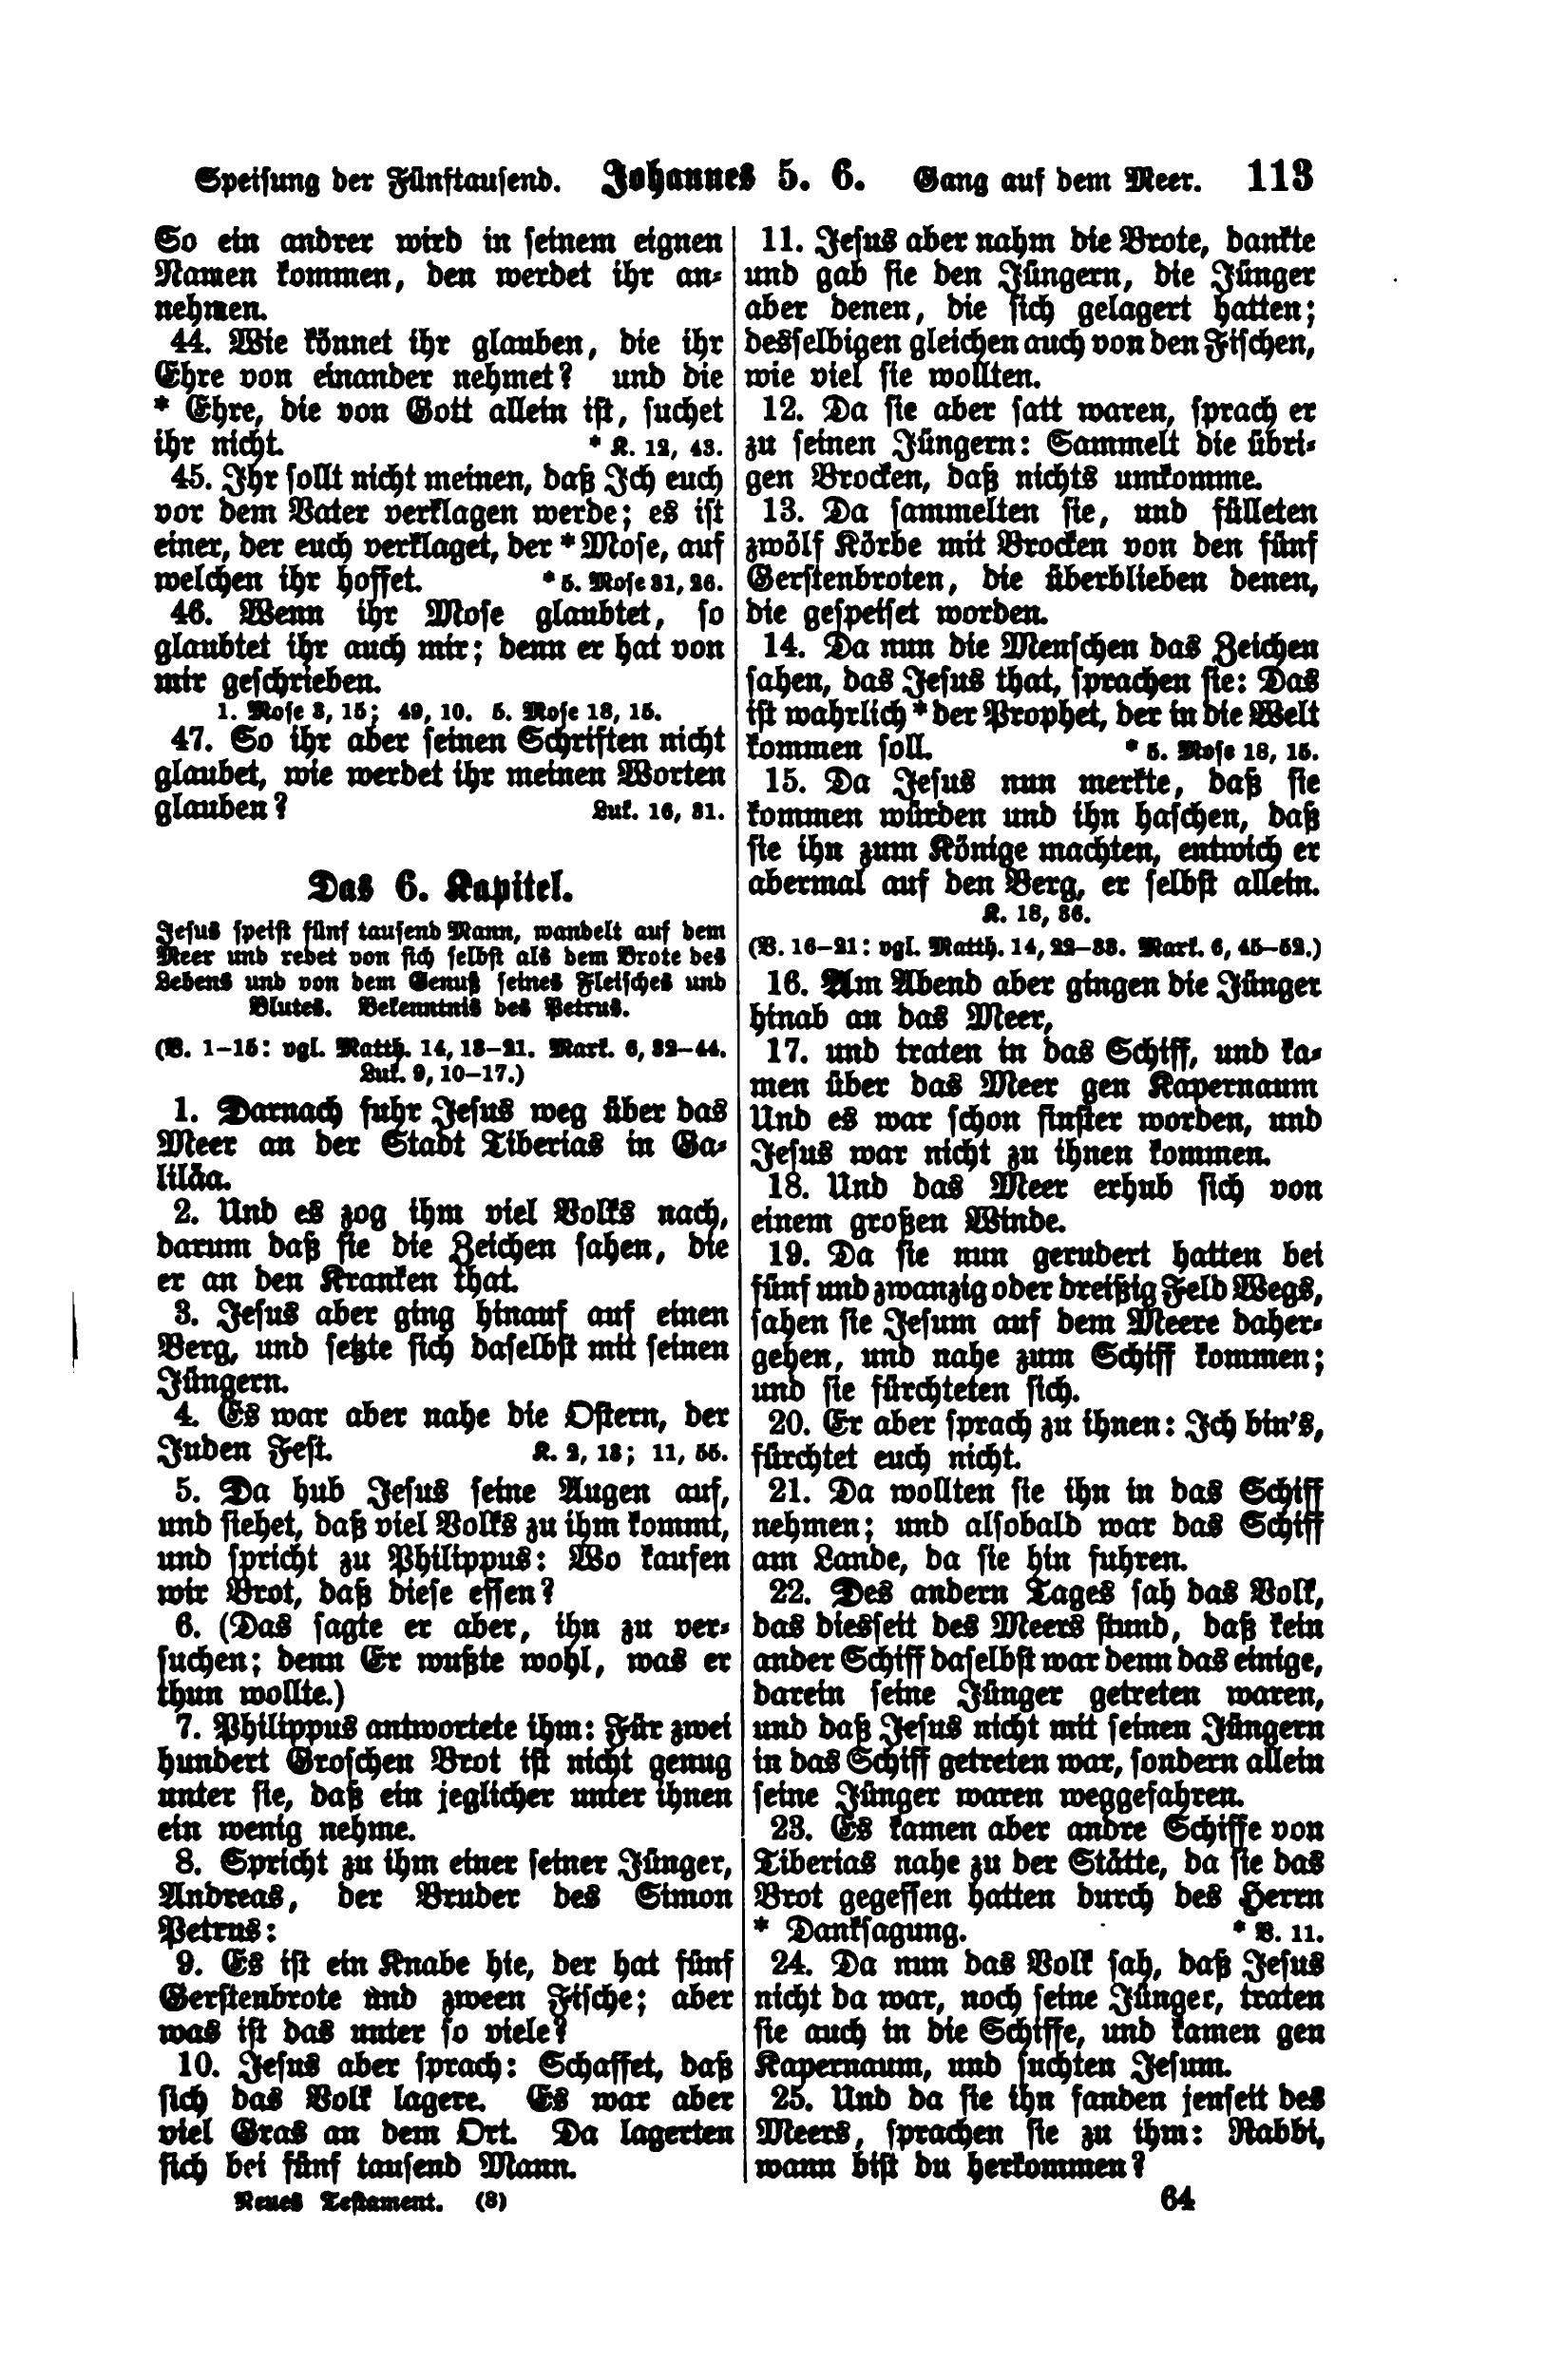 Speisung der Fünftausend. Johannes 5. 6. Gang auf dem Meer. 113
So ein andrer wird in seinem eignen
Namen kommen, den werdet ihr an-
nehmen.
44. Wie könnet ihr glauben, die ihr
Ehre von einander nehmet? und die
* Ehre, die von Gott allein ist, suchet
ihr nicht. * K. 12, 43.
45. Ihr sollt nicht meinen, daß Ich euch
vor dem Vater verklagen werde; es ist
einer, der euch verklaget, der * Mose, auf
welchen ihr hoffet. * 5. Mose 31, 26.
46. Wenn ihr Mose glaubtet, so
glaubtet ihr auch mir; denn er hat von
mir geschrieben.
1. Mose 3, 15; 49, 10. 5. Mose 18, 15.
47. So ihr aber seinen Schriften nicht
glaubet, wie werdet ihr meinen Worten
glauben? Luk. 16, 31.
Das 6. Kapitel.
Jesus speist fünf tausend Mann, wandelt auf dem
Meer und redet von sich selbst als dem Brote des
Lebens und von dem Genuß seines Fleisches und
Blutes. Bekenntnis des Petrus.
(V. 1–15: vgl. Matth. 14, 13–21. Mark. 6, 32–44.
Luk. 9, 10–17.)
1. Darnach fuhr Jesus weg über das
Meer an der Stadt Tiberias in Ga-
liläa.
2. Und es zog ihm viel Volks nach,
darum daß sie die Zeichen sahen, die
er an den Kranken that.
3. Jesus aber ging hinauf auf einen
Berg, und setzte sich daselbst mit seinen
Jüngern.
4. Es war aber nahe die Ostern, der
Juden Fest. K. 2, 13; 11, 55.
5. Da hub Jesus seine Augen auf,
und siehet, daß viel Volks zu ihm kommt,
und spricht zu Philippus: Wo kaufen
wir Brot, daß diese essen?
6. (Das sagte er aber, ihn zu ver-
suchen; denn Er wußte wohl, was er
thun wollte.)
7. Philippus antwortete ihm: Für zwei
hundert Groschen Brot ist nicht genug
unter sie, daß ein jeglicher unter ihnen
ein wenig nehme.
8. Spricht zu ihm einer seiner Jünger,
Andreas, der Bruder des Simon
Petrus:
9. Es ist ein Knabe hie, der hat fünf
Gerstenbrote und zween Fische; aber
was ist das unter so viele?
10. Jesus aber sprach: Schaffet, daß
sich das Volk lagere. Es war aber
viel Gras an dem Ort. Da lagerten
sich bei fünf tausend Mann.
Neues Testament. (8)
11. Jesus aber nahm die Brote, dankte
und gab sie den Jüngern, die Jünger
aber denen, die sich gelagert hatten;
desselbigen gleichen auch von den Fischen,
wie viel sie wollten.
12. Da sie aber satt waren, sprach er
zu seinen Jüngern: Sammelt die übri-
gen Brocken, daß nichts umkomme.
13. Da sammelten sie, und fülleten
zwölf Körbe mit Brocken von den fünf
Gerstenbroten, die überblieben denen,
die gespeiset worden.
14. Da nun die Menschen das Zeichen
sahen, das Jesus that, sprachen sie: Das
ist wahrlich * der Prophet, der in die Welt
kommen soll. * 5. Mose 18, 15.
15. Da Jesus nun merkte, daß sie
kommen würden und ihn haschen, daß
sie ihn zum Könige machten, entwich er
abermal auf den Berg, er selbst allein.
K. 18, 36.
(V. 16–21: vgl. Matth. 14, 22–33. Mark. 6, 45–52.)
16. Am Abend aber gingen die Jünger
hinab an das Meer,
17. und traten in das Schiff, und ka-
men über das Meer gen Kapernaum
Und es war schon finster worden, und
Jesus war nicht zu ihnen kommen.
18. Und das Meer erhub sich von
einem großen Winde.
19. Da sie nun gerudert hatten bei
fünf und zwanzig oder dreißig Feld Wegs,
sahen sie Jesum auf dem Meere daher-
gehen, und nahe zum Schiff kommen;
und sie fürchteten sich.
20. Er aber sprach zu ihnen: Ich bin's,
fürchtet euch nicht.
21. Da wollten sie ihn in das Schiff
nehmen; und alsobald war das Schiff
am Lande, da sie hin fuhren.
22. Des andern Tages sah das Volk,
das diesseit des Meers stund, daß kein
ander Schiff daselbst war denn das einige,
darein seine Jünger getreten waren,
und daß Jesus nicht mit seinen Jüngern
in das Schiff getreten war, sondern allein
seine Jünger waren weggefahren.
23. Es kamen aber andre Schiffe von
Tiberias nahe zu der Stätte, da sie das
Brot gegessen hatten durch des Herrn
* Danksagung. * V. 11.
24. Da nun das Volk sah, daß Jesus
nicht da war, noch seine Jünger, traten
sie auch in die Schiffe, und kamen gen
Kapernaum, und suchten Jesum.
25. Und da sie ihn fanden jenseit des
Meers, sprachen sie zu ihm: Rabbi,
wann bist du herkommen?
64